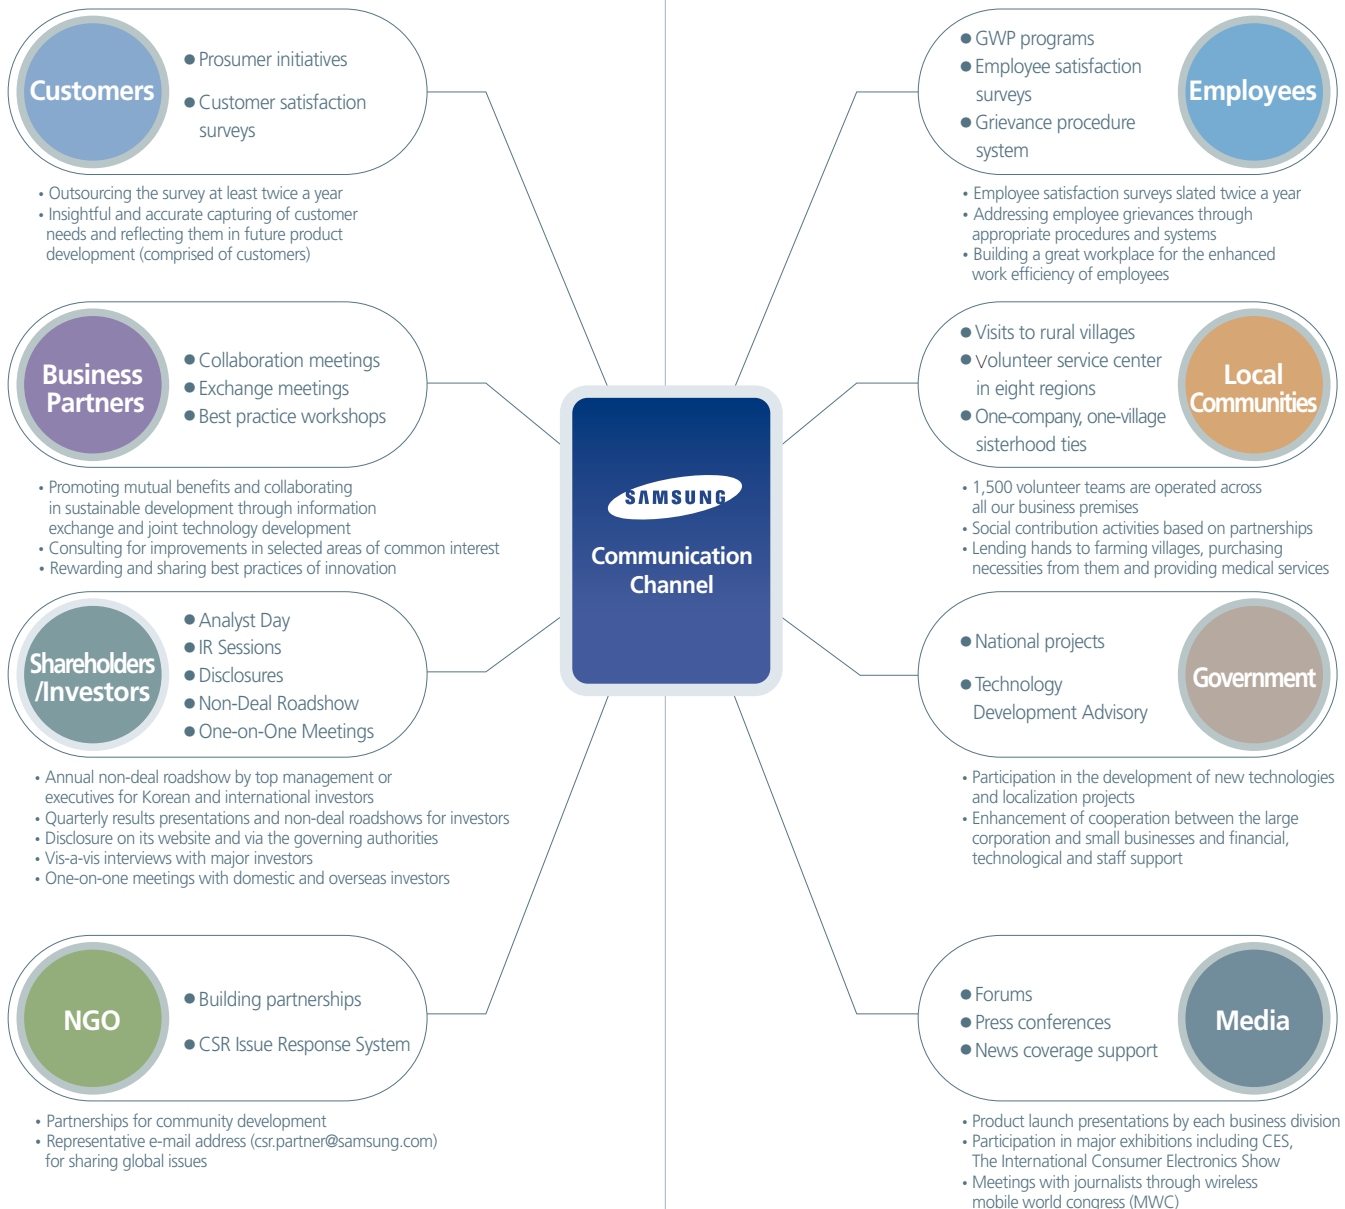 Customers
● Prosumer initiatives
● Customer satisfaction
surveys
• Outsourcing the survey at least twice a year
• Insightful and accurate capturing of customer
needs and reflecting them in future product
development (comprised of customers)
Business
Partners
● Collaboration meetings
● Exchange meetings
● Best practice workshops
• Promoting mutual benefits and collaborating
in sustainable development through information
exchange and joint technology development
• Consulting for improvements in selected areas of common interest
• Rewarding and sharing best practices of innovation
Shareholders
/Investors
● Analyst Day
● IR Sessions
● Disclosures
● Non-Deal Roadshow
● One-on-One Meetings
• Annual non-deal roadshow by top management or
executives for Korean and international investors
• Quarterly results presentations and non-deal roadshows for investors
• Disclosure on its website and via the governing authorities
• Vis-a-vis interviews with major investors
• One-on-one meetings with domestic and overseas investors
NGO
● Building partnerships
● CSR Issue Response System
• Partnerships for community development
• Representative e-mail address (csr.partner@samsung.com)
for sharing global issues
SAMSUNG
Communication
Channel
● GWP programs
● Employee satisfaction
surveys
● Grievance procedure
system
Employees
• Employee satisfaction surveys slated twice a year
• Addressing employee grievances through
appropriate procedures and systems
• Building a great workplace for the enhanced
work efficiency of employees
● Visits to rural villages
● Volunteer service center
in eight regions
● One-company, one-village
sisterhood ties
Local
Communities
• 1,500 volunteer teams are operated across
all our business premises
• Social contribution activities based on partnerships
• Lending hands to farming villages, purchasing
necessities from them and providing medical services
● National projects
● Technology
Development Advisory
Government
• Participation in the development of new technologies
and localization projects
• Enhancement of cooperation between the large
corporation and small businesses and financial,
technological and staff support
● Forums
● Press conferences
● News coverage support
Media
• Product launch presentations by each business division
• Participation in major exhibitions including CES,
The International Consumer Electronics Show
• Meetings with journalists through wireless
mobile world congress (MWC)